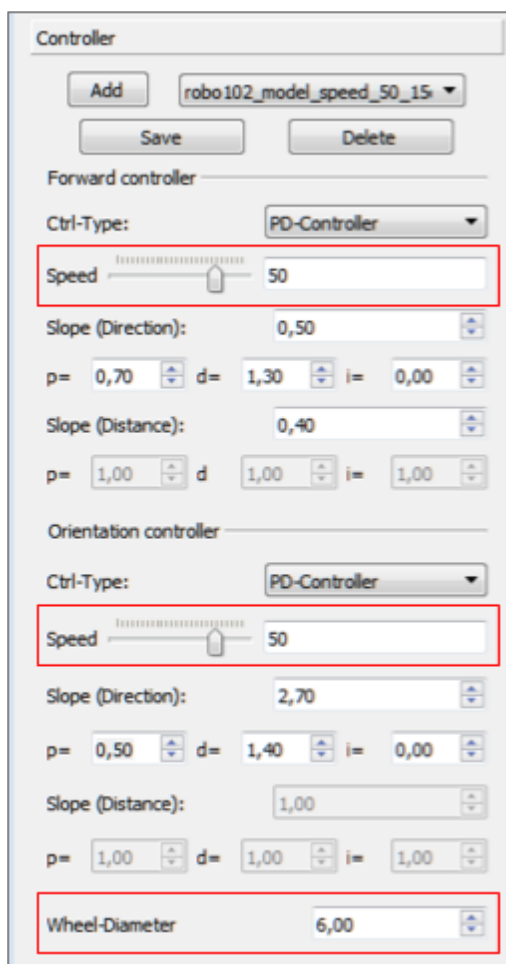 Controller
Add robo102_model_speed_50_15
Save Delete
Forward controller
Ctrl-Type: PD-Controller
Speed 50
Slope (Direction): 0,50
p= 0,70 d= 1,30 i= 0,00
Slope (Distance): 0,40
p= 1,00 d 1,00 i= 1,00
Orientation controller
Ctrl-Type: PD-Controller
Speed 50
Slope (Direction): 2,70
p= 0,50 d= 1,40 i= 0,00
Slope (Distance): 1,00
p= 1,00 d= 1,00 i= 1,00
Wheel-Diameter 6,00